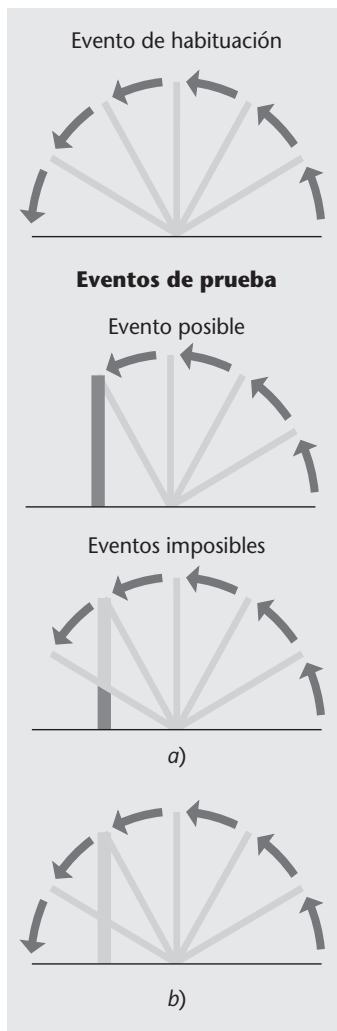 Evento de habituación
Eventos de prueba
Evento posible
Eventos imposibles
a)
b)